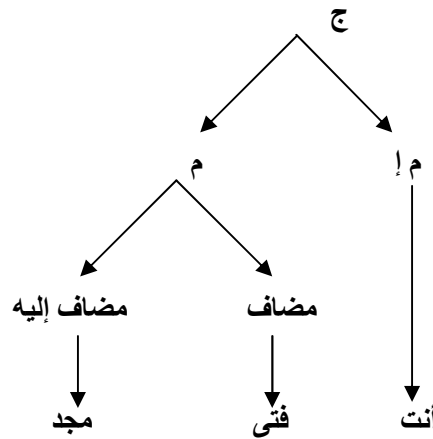 ج
م إ م
مضاف مضاف إليه
أنت فتى مجد